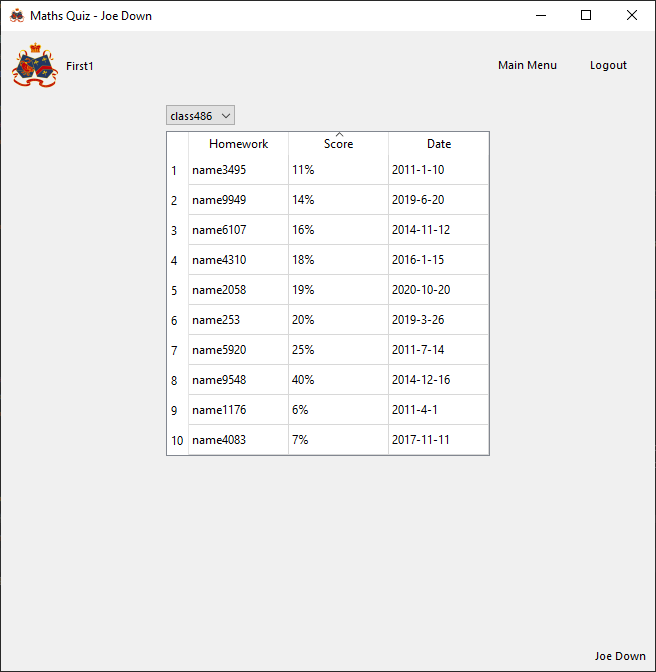 Maths Quiz - Joe Down
First1 Main Menu Logout
class486
Homework Score Date
1 name3495 11% 2011-1-10
2 name9949 14% 2019-6-20
3 name6107 16% 2014-11-12
4 name4310 18% 2016-1-15
5 name2058 19% 2020-10-20
6 name253 20% 2019-3-26
7 name5920 25% 2011-7-14
8 name9548 40% 2014-12-16
9 name1176 6% 2011-4-1
10 name4083 7% 2017-11-11
Joe Down